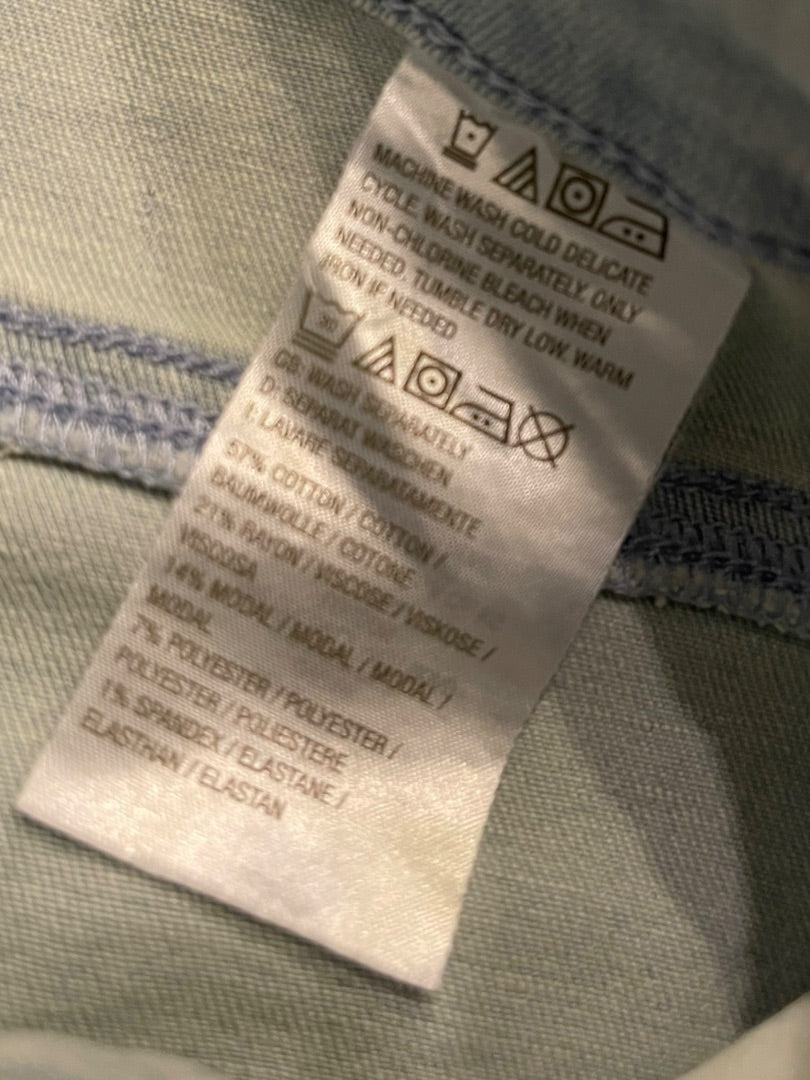 MACHINE WASH COLD DELICATE
CYCLE. WASH SEPARATELY. ONLY
NON-CHLORINE BLEACH WHEN
NEEDED. TUMBLE DRY LOW. WARM
IRON IF NEEDED
30
GB: WASH SEPARATELY
D: SEPARAT WASCHEN
I: LAVARE SEPARATAMENTE
57% COTTON / COTTON /
BAUMWOLLE / COTONE
21% RAYON / VISCOSE / VISKOSE /
VISCOSA
14% MODAL / MODAL / MODAL /
MODAL
7% POLYESTER / POLYESTER /
POLYESTER / POLIESTERE
1% SPANDEX / ELASTANE /
ELASTHAN / ELASTAN